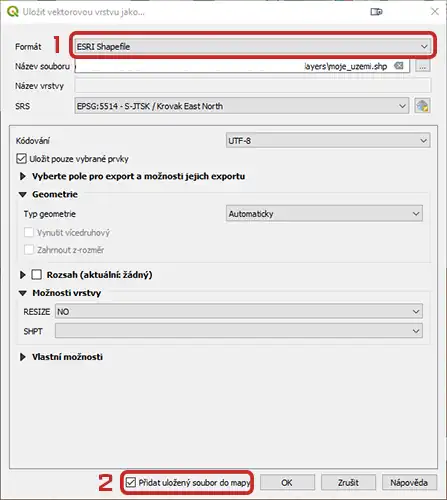 Uložit vektorovou vrstvu jako...
1
Formát ESRI Shapefile
Název souboru layers\moje_uzemi.shp ...
Název vrstvy
SRS EPSG:5514 - S-JTSK / Krovak East North
Kódování UTF-8
Uložit pouze vybrané prvky
Vyberte pole pro export a možnosti jejich exportu
Geometrie
Typ geometrie Automaticky
Vynutit vícedruhový
Zahrnout z-rozměr
Rozsah (aktuální: žádný)
Možnosti vrstvy
RESIZE NO
SHPT
Vlastní možnosti
2 Přidat uložený soubor do mapy OK Zrušit Nápověda